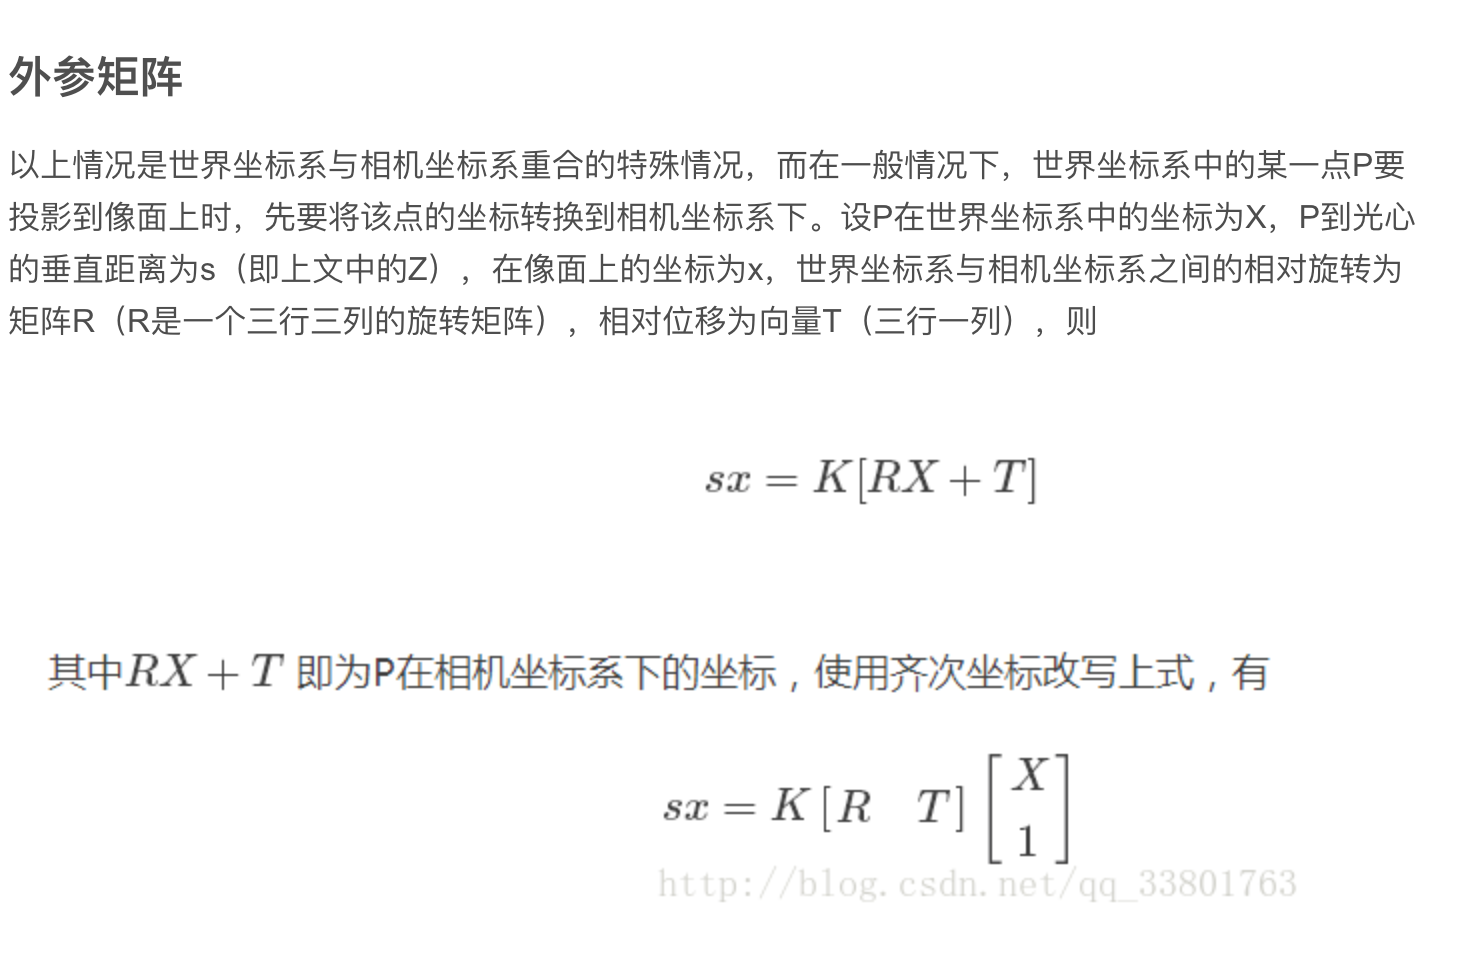 外参矩阵
以上情况是世界坐标系与相机坐标系重合的特殊情况，而在一般情况下，世界坐标系中的某一点P要
投影到像面上时，先要将该点的坐标转换到相机坐标系下。设P在世界坐标系中的坐标为X，P到光心
的垂直距离为s（即上文中的Z），在像面上的坐标为x，世界坐标系与相机坐标系之间的相对旋转为
矩阵R（R是一个三行三列的旋转矩阵），相对位移为向量T（三行一列），则
sx = K[RX + T]
其中RX + T 即为P在相机坐标系下的坐标，使用齐次坐标改写上式，有
sx = K [R T] [X 1]
http://blog.csdn.net/qq_33801763